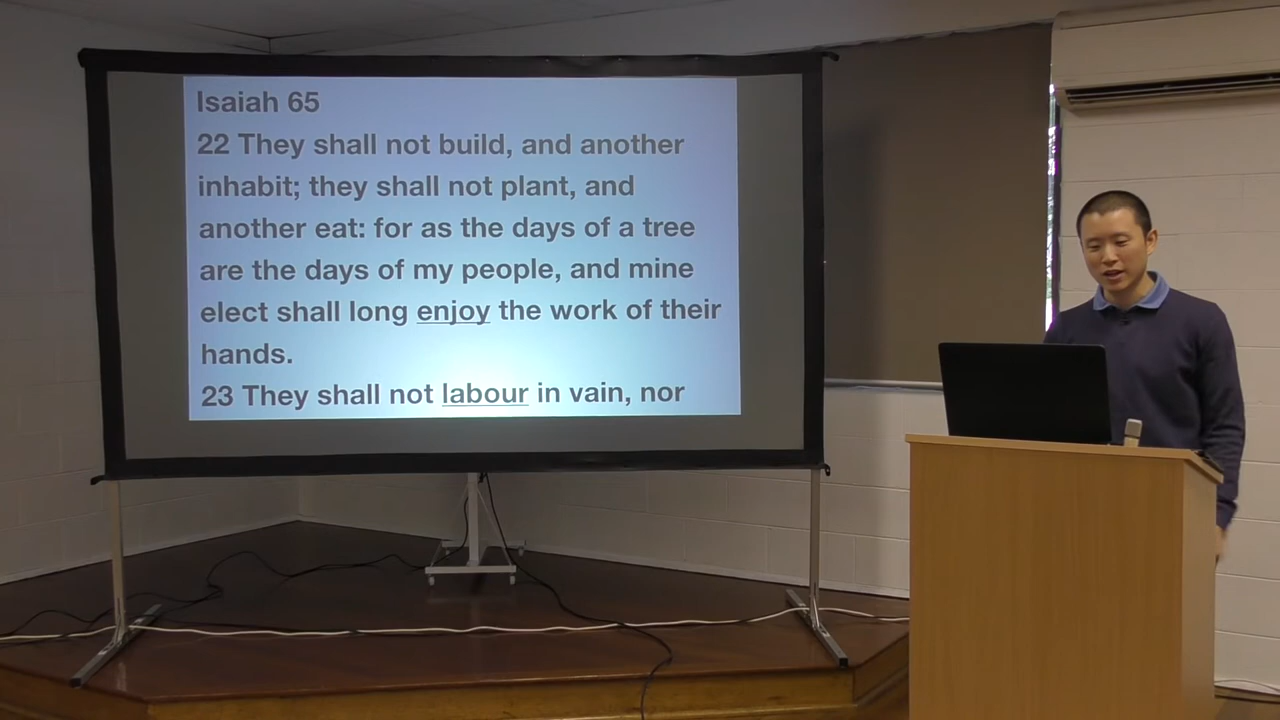 Isaiah 65
22 They shall not build, and another
inhabit; they shall not plant, and
another eat: for as the days of a tree
are the days of my people, and mine
elect shall long enjoy the work of their
hands.
23 They shall not labour in vain, nor